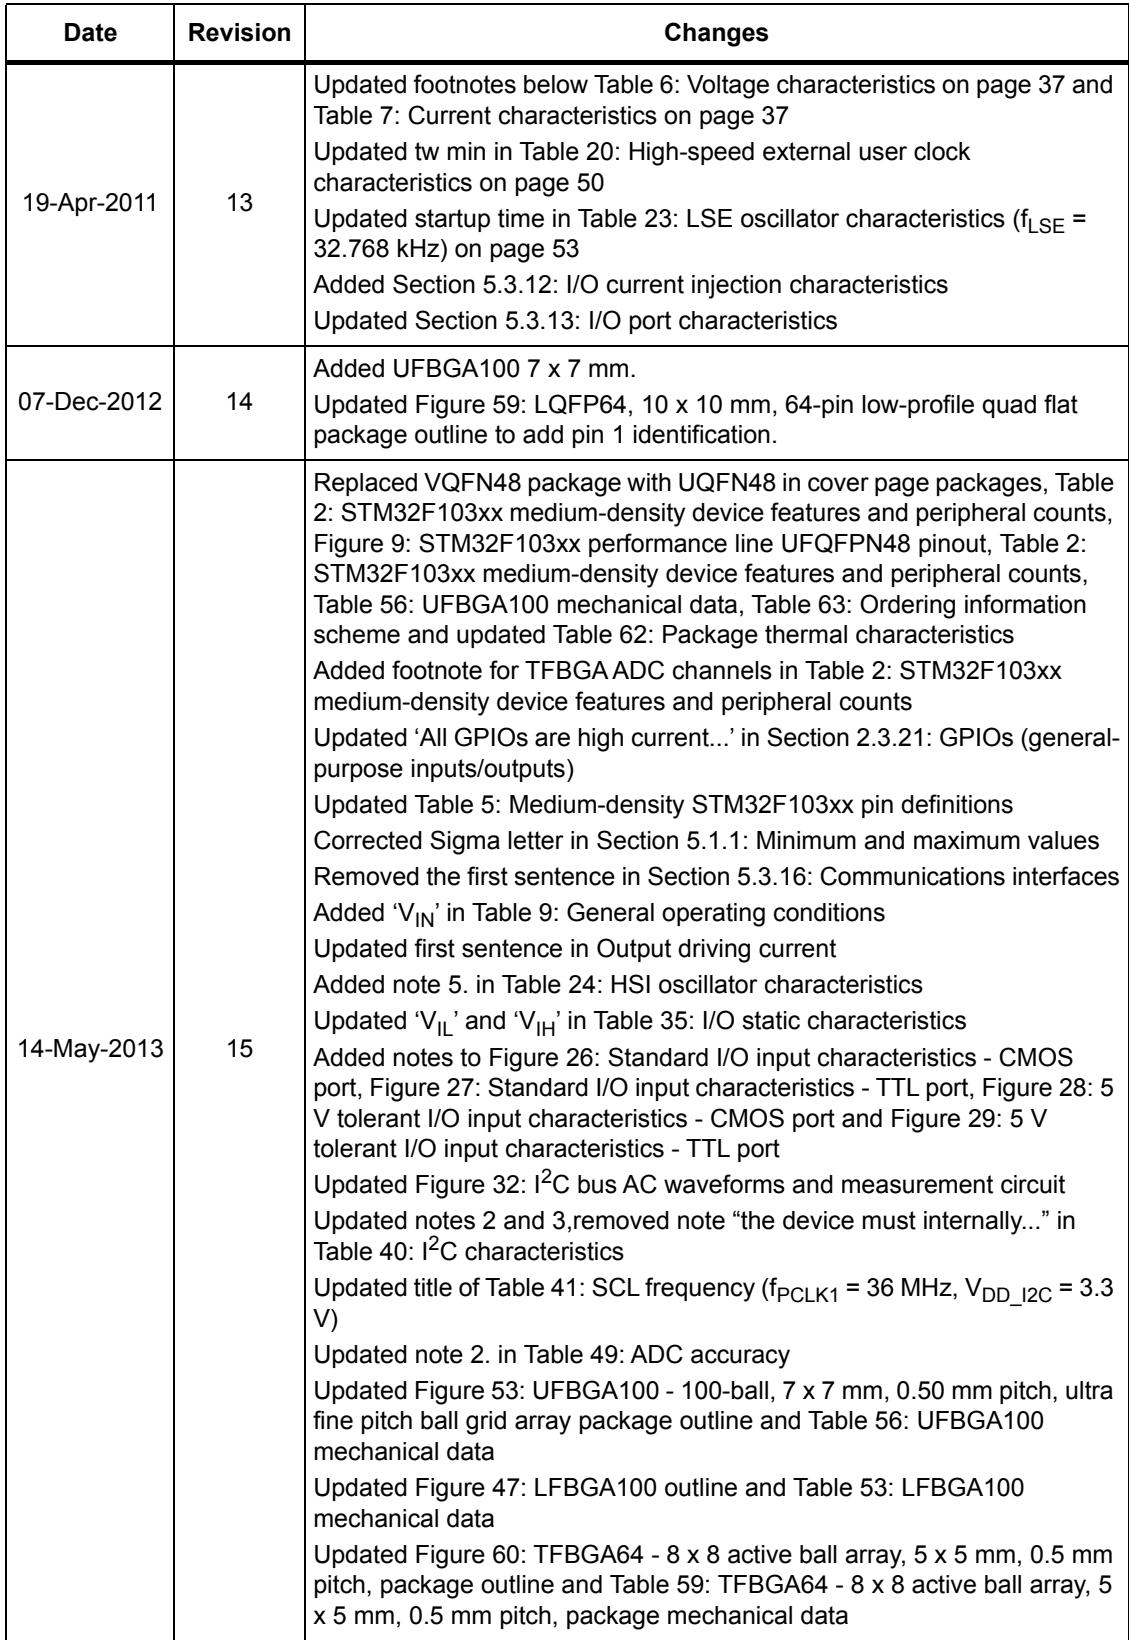 Date Revision Changes
Updated footnotes below Table 6: Voltage characteristics on page 37 and
Table 7: Current characteristics on page 37
Updated tw min in Table 20: High-speed external user clock
characteristics on page 50
19-Apr-2011 13
Updated startup time in Table 23: LSE oscillator characteristics (fLSE =
32.768 kHz) on page 53
Added Section 5.3.12: I/O current injection characteristics
Updated Section 5.3.13: I/O port characteristics
Added UFBGA100 7 x 7 mm.
07-Dec-2012 14
Updated Figure 59: LQFP64, 10 x 10 mm, 64-pin low-profile quad flat
package outline to add pin 1 identification.
Replaced VQFN48 package with UQFN48 in cover page packages, Table
2: STM32F103xx medium-density device features and peripheral counts,
Figure 9: STM32F103xx performance line UFQFPN48 pinout, Table 2:
STM32F103xx medium-density device features and peripheral counts,
Table 56: UFBGA100 mechanical data, Table 63: Ordering information
scheme and updated Table 62: Package thermal characteristics
Added footnote for TFBGA ADC channels in Table 2: STM32F103xx
medium-density device features and peripheral counts
Updated ‘All GPIOs are high current...’ in Section 2.3.21: GPIOs (general-
purpose inputs/outputs)
Updated Table 5: Medium-density STM32F103xx pin definitions
Corrected Sigma letter in Section 5.1.1: Minimum and maximum values
Removed the first sentence in Section 5.3.16: Communications interfaces
Added ‘VIN’ in Table 9: General operating conditions
Updated first sentence in Output driving current
Added note 5. in Table 24: HSI oscillator characteristics
Updated ‘VIL’ and ‘VIH’ in Table 35: I/O static characteristics
14-May-2013 15
Added notes to Figure 26: Standard I/O input characteristics - CMOS
port, Figure 27: Standard I/O input characteristics - TTL port, Figure 28: 5
V tolerant I/O input characteristics - CMOS port and Figure 29: 5 V
tolerant I/O input characteristics - TTL port
Updated Figure 32: I2C bus AC waveforms and measurement circuit
Updated notes 2 and 3,removed note “the device must internally...” in
Table 40: I2C characteristics
Updated title of Table 41: SCL frequency (fPCLK1 = 36 MHz, VDD_I2C = 3.3
V)
Updated note 2. in Table 49: ADC accuracy
Updated Figure 53: UFBGA100 - 100-ball, 7 x 7 mm, 0.50 mm pitch, ultra
fine pitch ball grid array package outline and Table 56: UFBGA100
mechanical data
Updated Figure 47: LFBGA100 outline and Table 53: LFBGA100
mechanical data
Updated Figure 60: TFBGA64 - 8 x 8 active ball array, 5 x 5 mm, 0.5 mm
pitch, package outline and Table 59: TFBGA64 - 8 x 8 active ball array, 5
x 5 mm, 0.5 mm pitch, package mechanical data